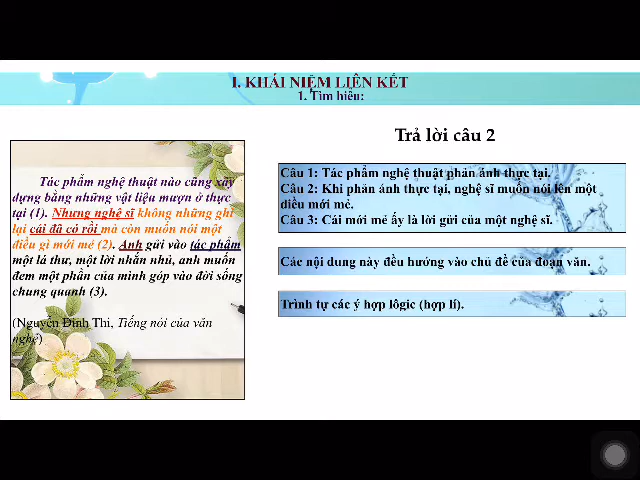 I. KHÁI NIỆM LIÊN KẾT
1. Tìm hiểu:
Trả lời câu 2
Tác phẩm nghệ thuật nào cũng xây
dựng bằng những vật liệu mượn ở thực
tại (1). Nhưng nghệ sĩ không những ghi
lại cái đã có rồi mà còn muốn nói một
điều gì mới mẻ (2). Anh gửi vào tác phẩm
một lá thư, một lời nhắn nhủ, anh muốn
đem một phần của mình góp vào đời sống
chung quanh (3).
(Nguyễn Đình Thi, Tiếng nói của văn
nghệ)
Câu 1: Tác phẩm nghệ thuật phản ánh thực tại.
Câu 2: Khi phản ánh thực tại, nghệ sĩ muốn nói lên một
điều mới mẻ.
Câu 3: Cái mới mẻ ấy là lời gửi của một nghệ sĩ.
Các nội dung này đều hướng vào chủ đề của đoạn văn.
Trình tự các ý hợp lôgic (hợp lí).